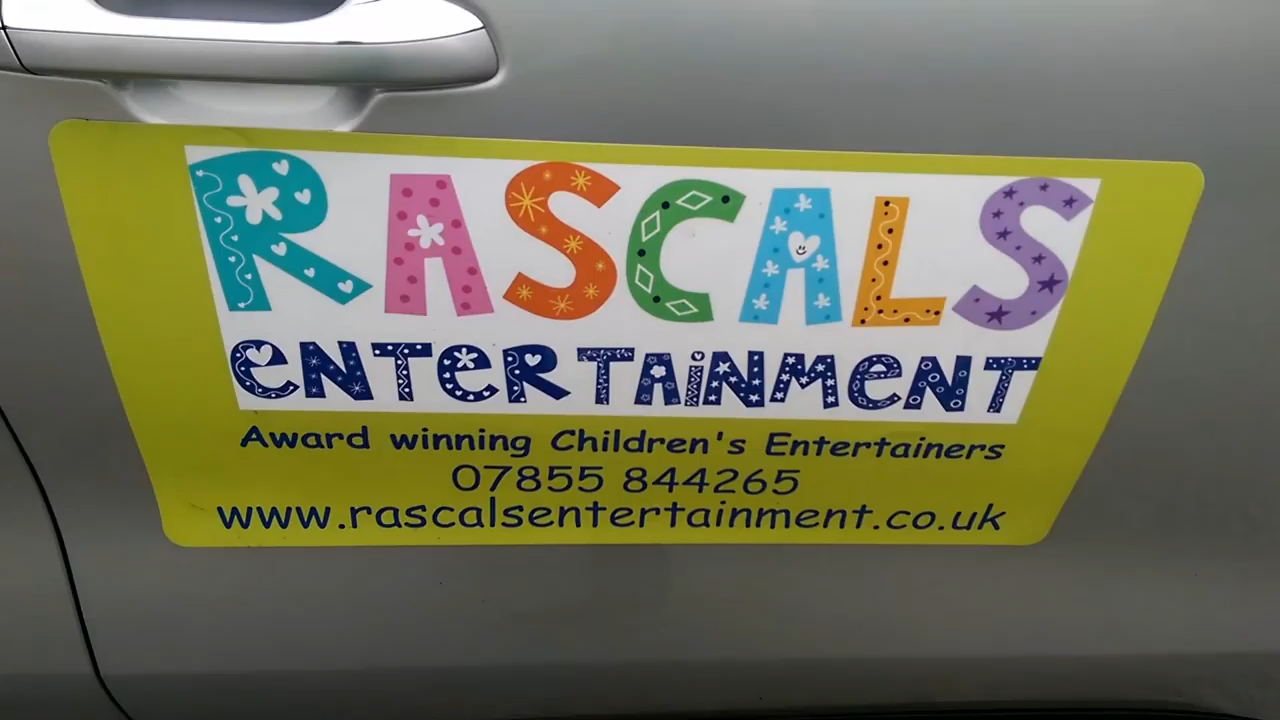 RASCALS
ENTERTAINMENT
Award winning Children's Entertainers
07855 844265
www.rascalsentertainment.co.uk